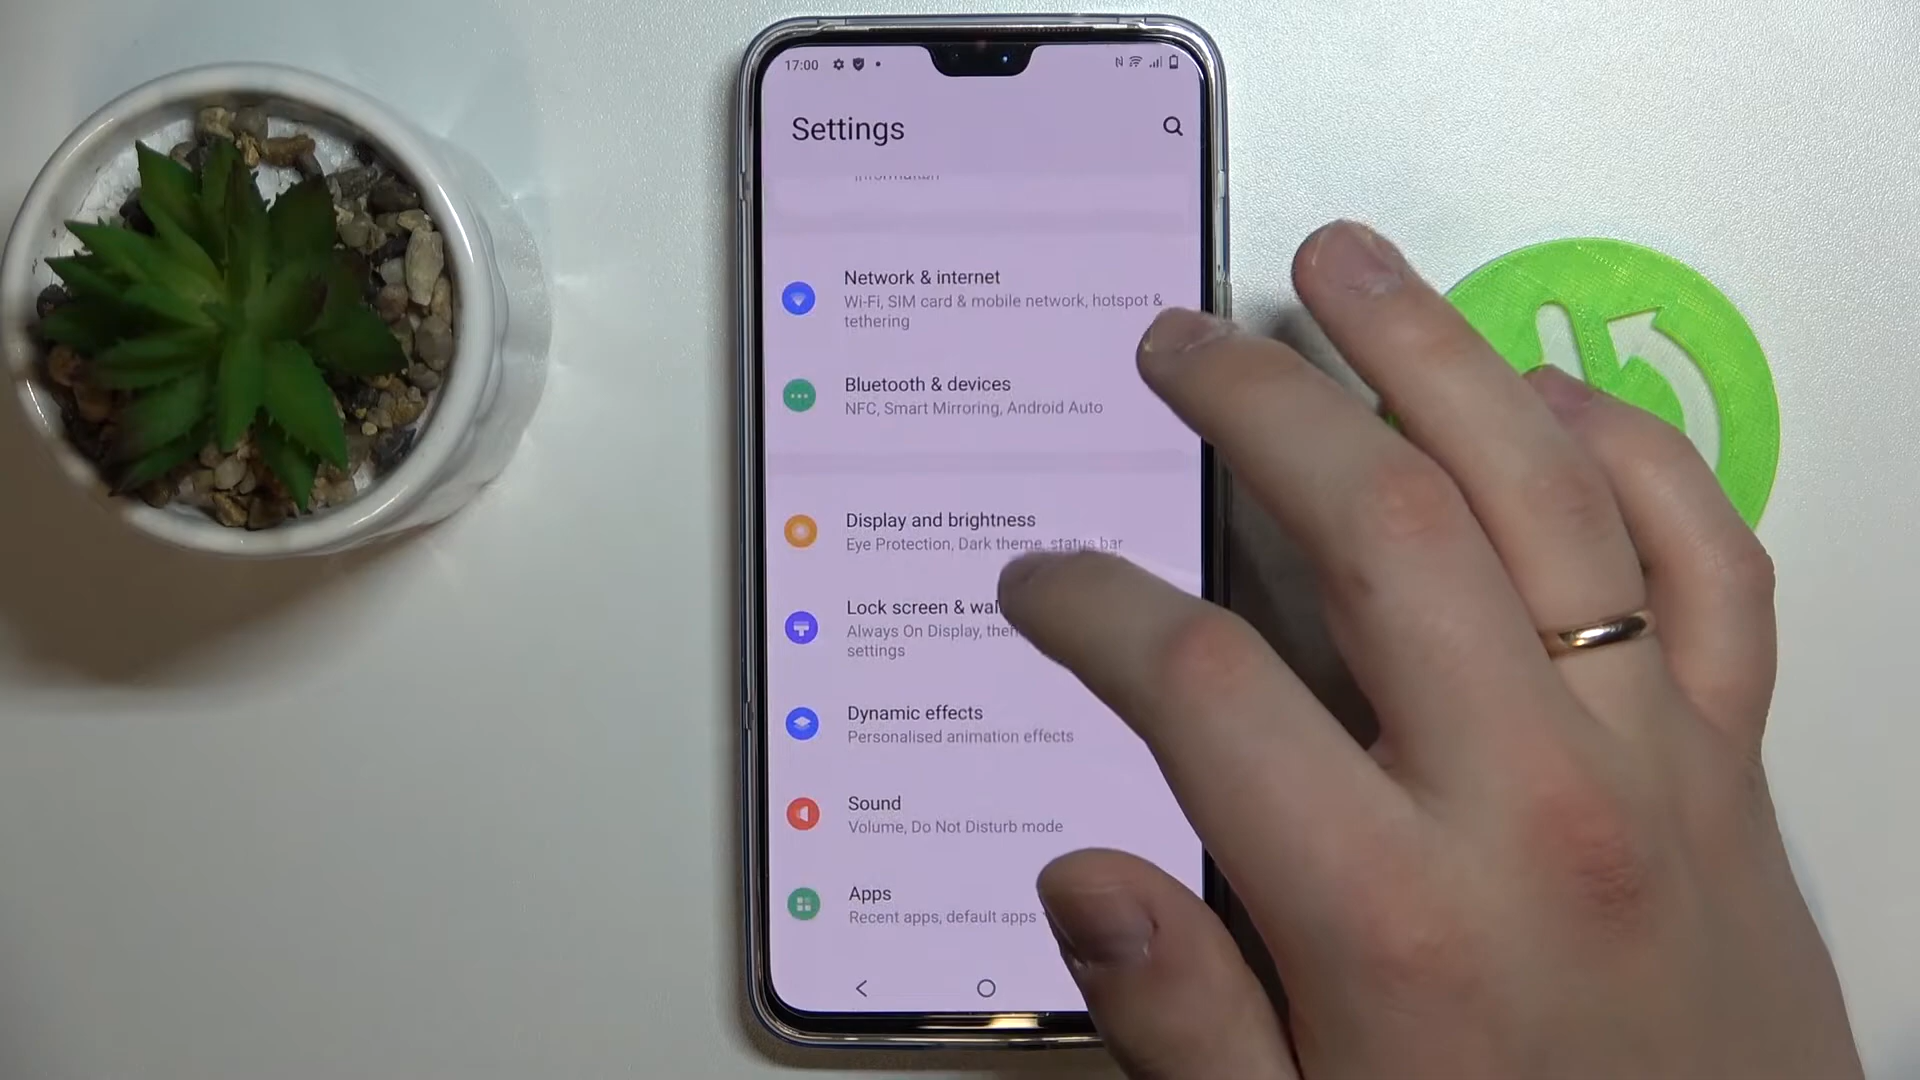 17:00
Settings
information
Network & internet
Wi-Fi, SIM card & mobile network, hotspot &
tethering
Bluetooth & devices
NFC, Smart Mirroring, Android Auto
Display and brightness
Eye Protection, Dark theme, status bar
Lock screen &
Always On Display,
settings
Dynamic effects
Personalised animation effects
Sound
Volume, Do Not Disturb mode
Apps
Recent apps, default apps